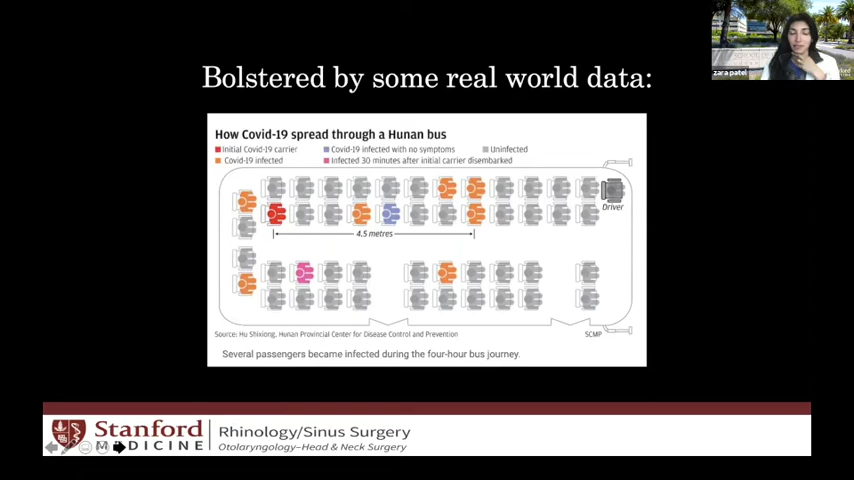 zara patel
Bolstered by some real world data:
How Covid-19 spread through a Hunan bus
Initial Covid-19 carrier
Covid-19 infected with no symptoms
Uninfected
Covid-19 infected
Infected 30 minutes after initial carrier disembarked
Driver
4.5 metres
Source: Hu Shixiong, Hunan Provincial Center for Disease Control and Prevention
SCMP
Several passengers became infected during the four-hour bus journey.
Stanford
MEDICINE
Rhinology/Sinus Surgery
Otolaryngology–Head & Neck Surgery